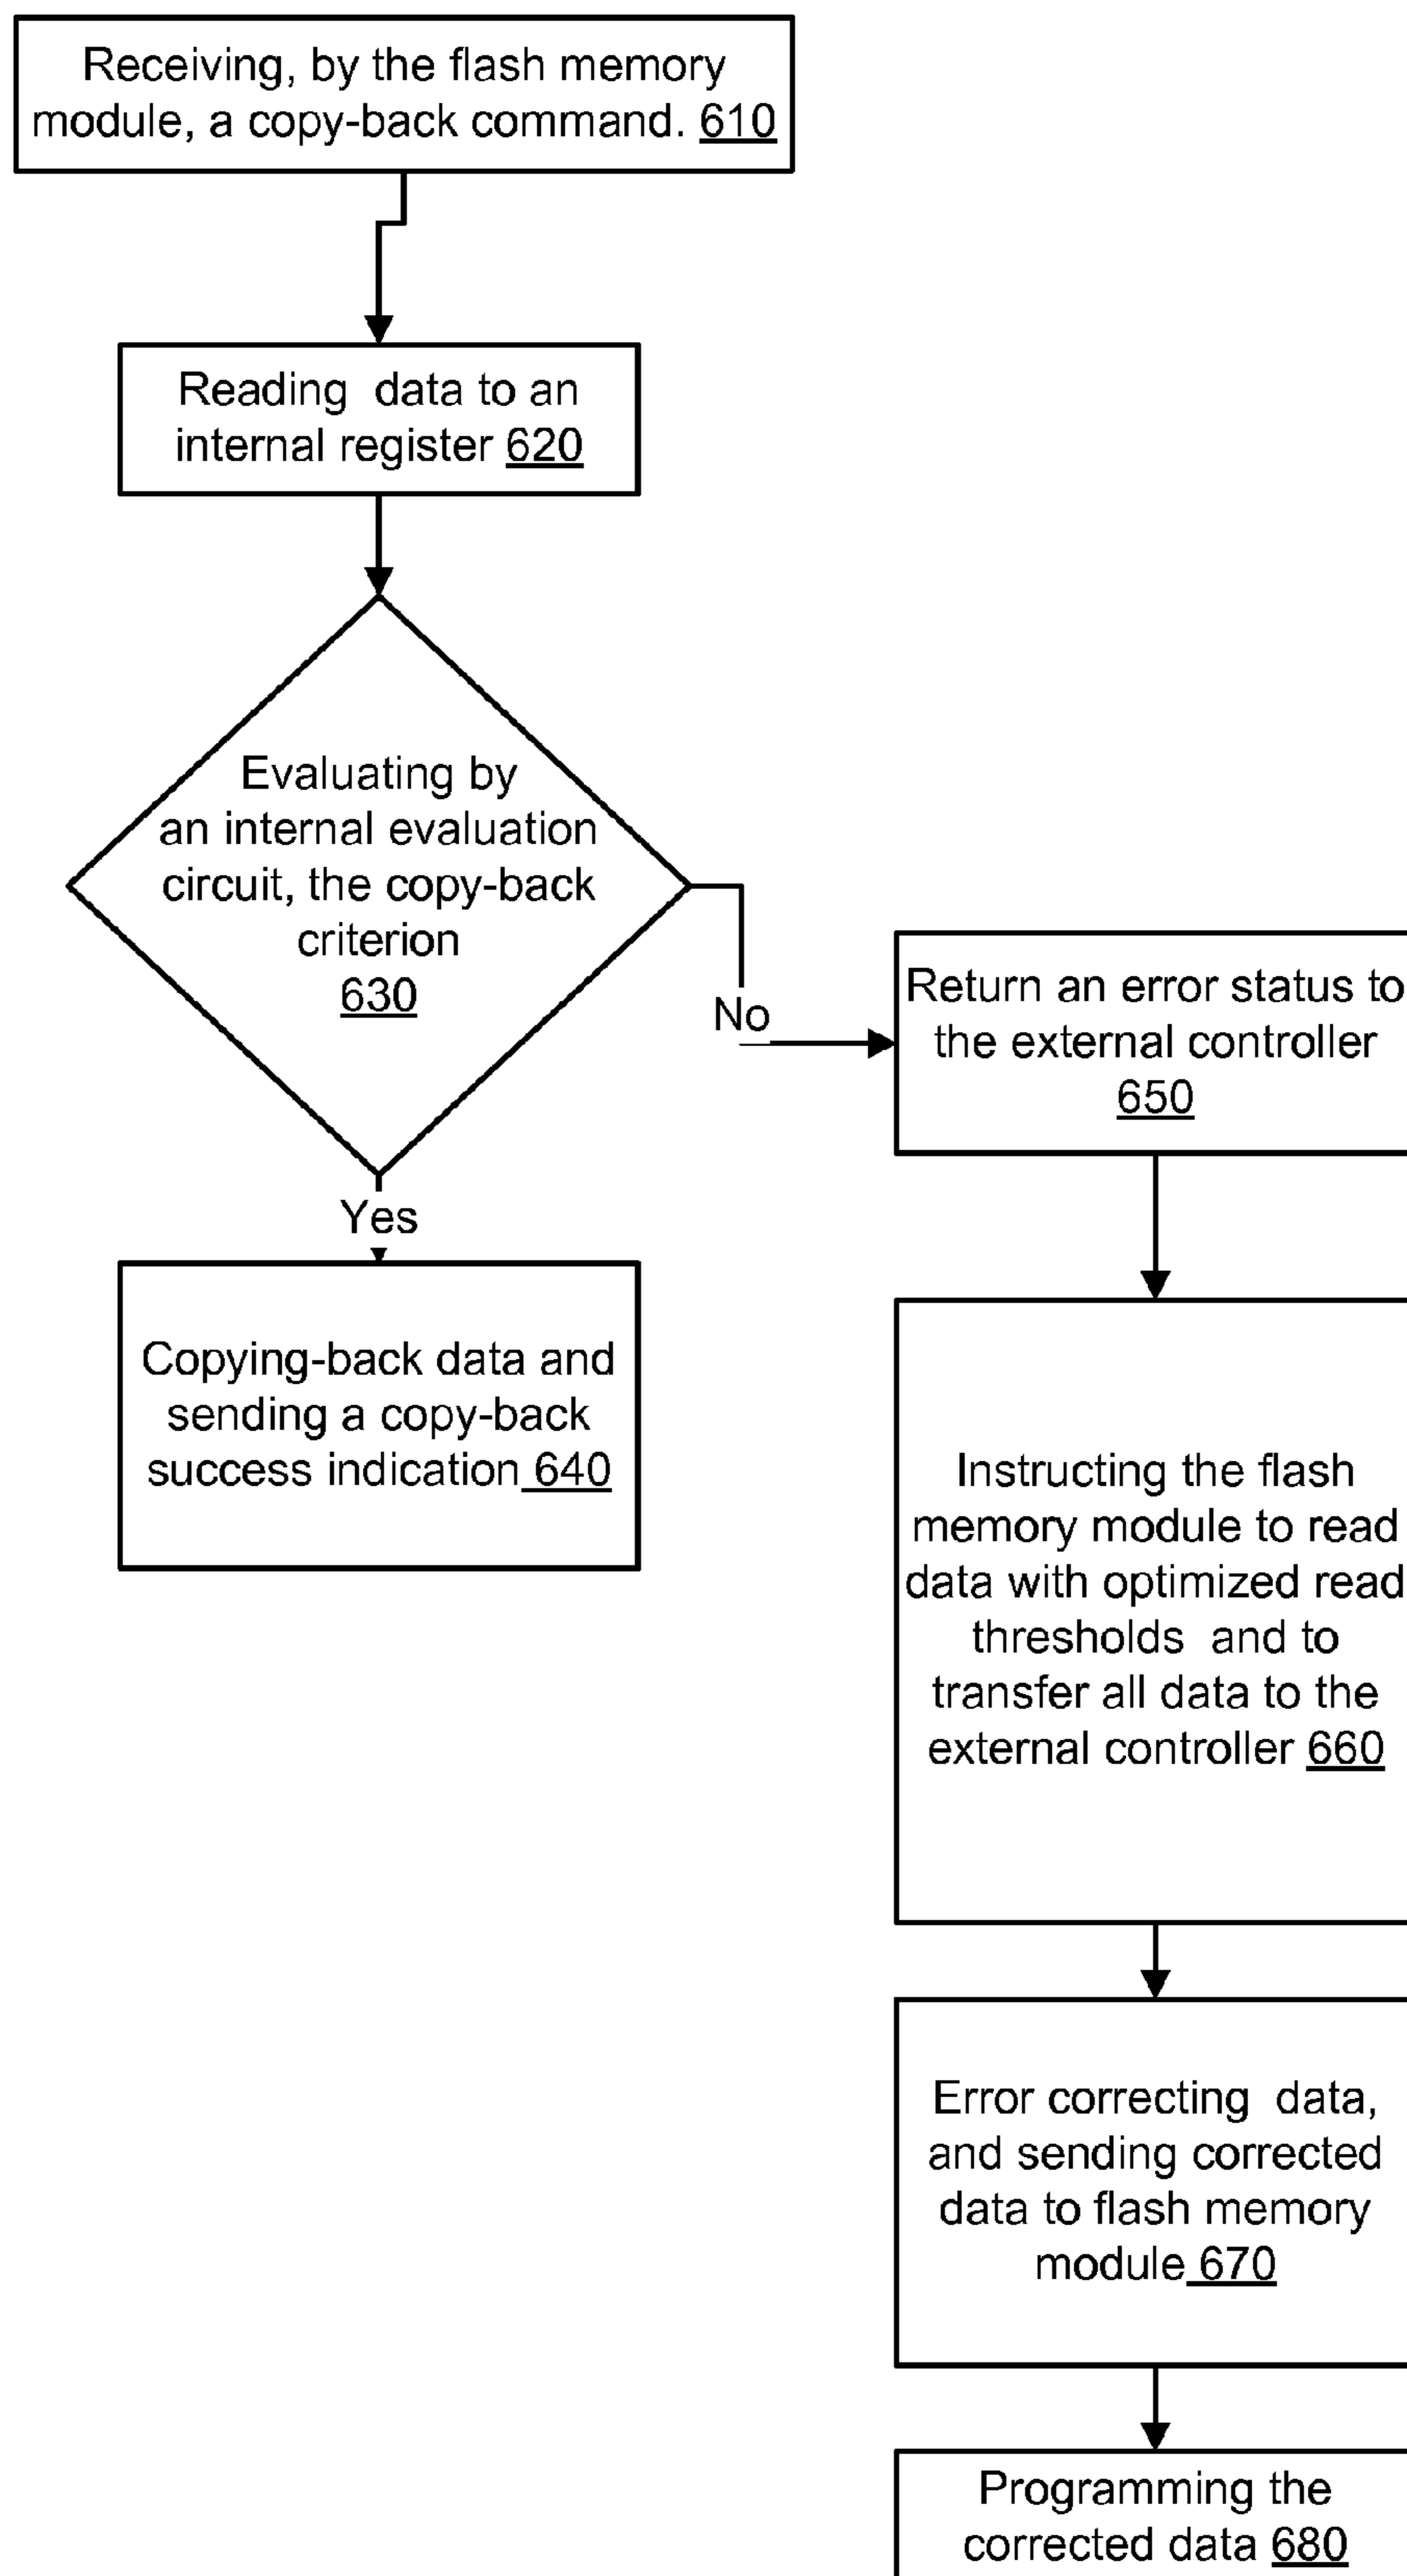 Receiving, by the flash memory
module, a copy-back command. 610
Reading data to an
internal register 620
Evaluating by
an internal evaluation
circuit, the copy-back
criterion
630
No
Yes
Copying-back data and
sending a copy-back
success indication 640
Return an error status to
the external controller
650
Instructing the flash
memory module to read
data with optimized read
thresholds and to
transfer all data to the
external controller 660
Error correcting data,
and sending corrected
data to flash memory
module 670
Programming the
corrected data 680